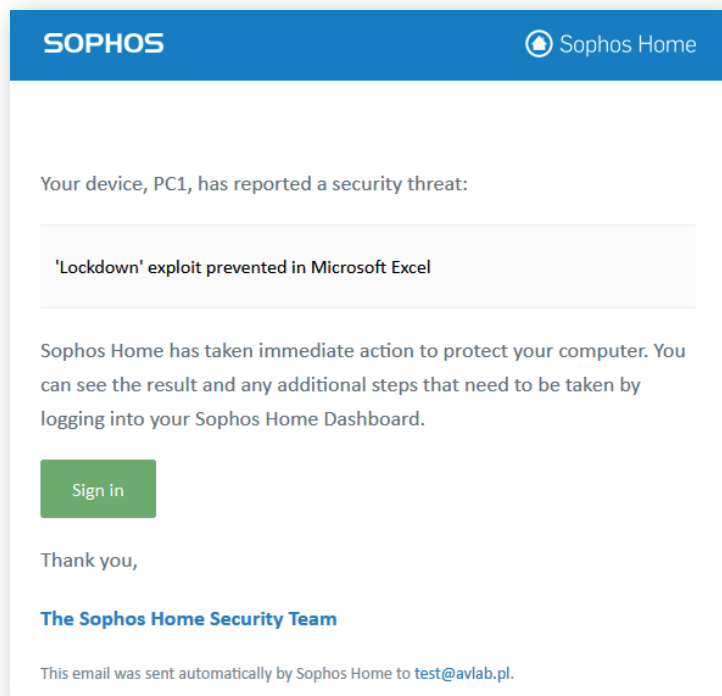 SOPHOS
Sophos Home
Your device, PC1, has reported a security threat:
'Lockdown' exploit prevented in Microsoft Excel
Sophos Home has taken immediate action to protect your computer. You
can see the result and any additional steps that need to be taken by
logging into your Sophos Home Dashboard.
Sign in
Thank you,
The Sophos Home Security Team
This email was sent automatically by Sophos Home to test@avlab.pl.